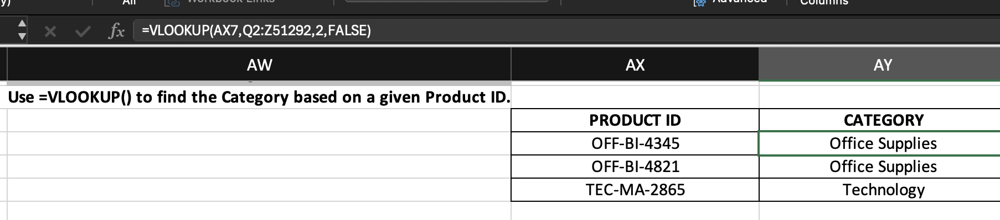 y)
All
Workbook Links
Advanced
Columns
fx =VLOOKUP(AX7,Q2:Z51292,2,FALSE)
AW AX AY
Use =VLOOKUP() to find the Category based on a given Product ID.
PRODUCT ID CATEGORY
OFF-BI-4345 Office Supplies
OFF-BI-4821 Office Supplies
TEC-MA-2865 Technology